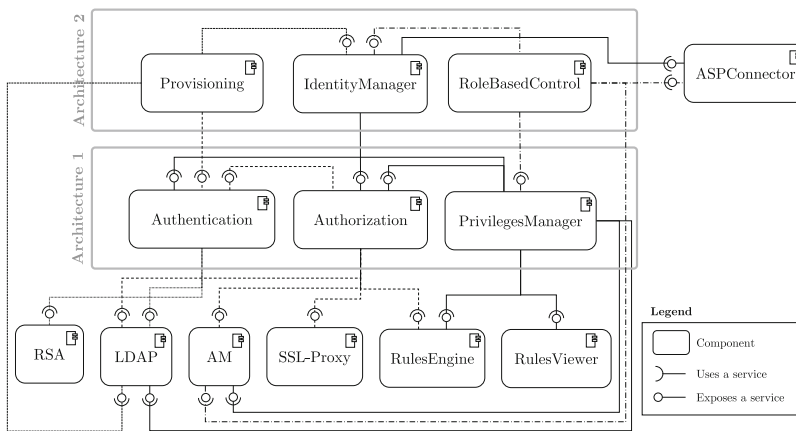 Architecture 2
Provisioning
IdentityManager
RoleBasedControl
ASPConnector
Architecture 1
Authentication
Authorization
PrivilegesManager
RSA
LDAP
AM
SSL-Proxy
RulesEngine
RulesViewer
Legend
Component
Uses a service
Exposes a service